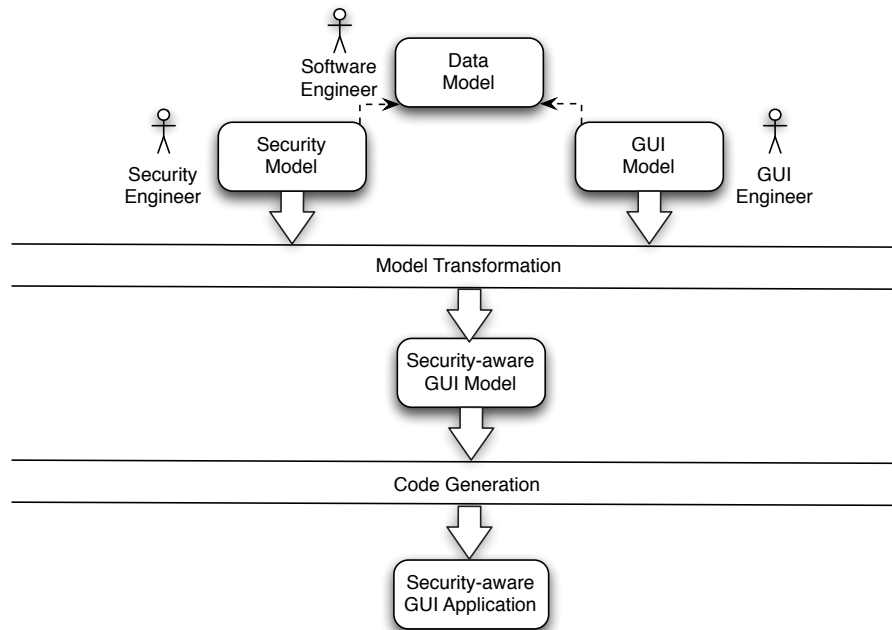 Software
Engineer
Data
Model
Security
Engineer
Security
Model
GUI
Model
GUI
Engineer
Model Transformation
Security-aware
GUI Model
Code Generation
Security-aware
GUI Application